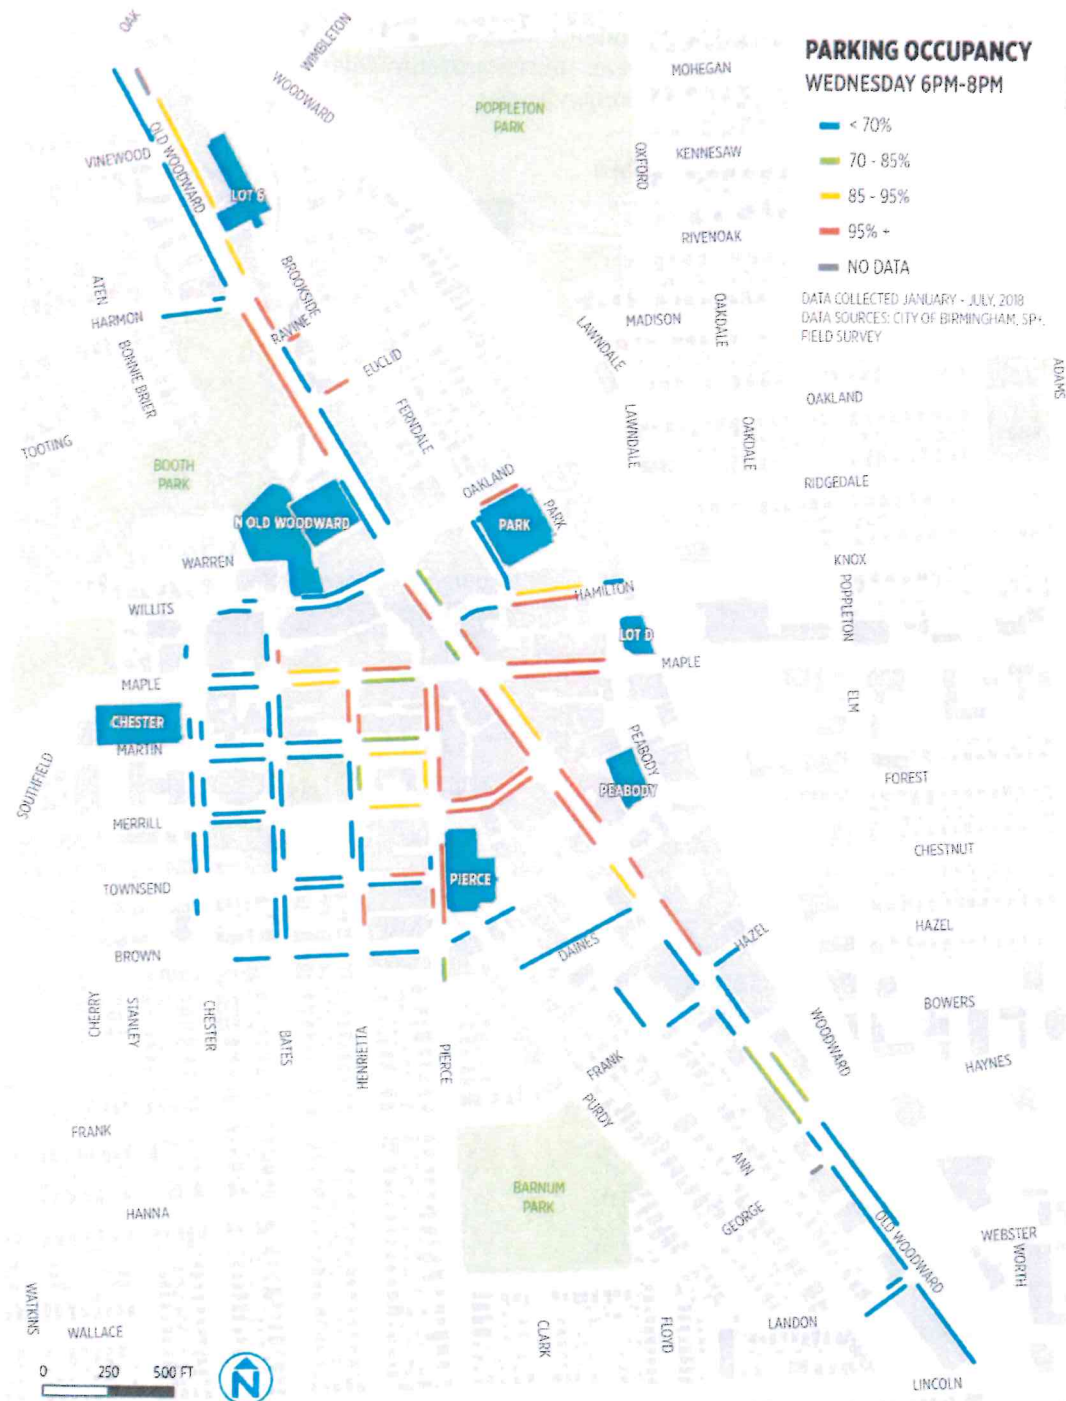 PARKING OCCUPANCY
WEDNESDAY 6PM-8PM
< 70%
70 - 85%
85 - 95%
95% +
NO DATA
DATA COLLECTED JANUARY - JULY, 2018
DATA SOURCES: CITY OF BIRMINGHAM, SP+,
FIELD SURVEY
OAK
WIMBLETON
WOODWARD
MOHEGAN
POPPLETON
PARK
OXFORD
KENNESAW
VINEWOOD
OLD WOODWARD
LOT 6
RIVENOAK
ATEN
HARMON
BROOKSIDE
RAVINE
BONNIE BRIER
EUCLID
LAWNDALE
MADISON
OAKDALE
ADAMS
OAKLAND
FERNDALE
LAWNDALE
OAKDALE
TOOTING
BOOTH
PARK
OAKLAND
PARK
RIDGEDALE
N OLD WOODWARD
PARK
WARREN
KNOX
POPPLETON
WILLITS
HAMILTON
LOT D
MAPLE
MAPLE
ELM
CHESTER
MARTIN
SOUTHFIELD
PEABODY
PEABODY
FOREST
MERRILL
CHESTNUT
TOWNSEND
PIERCE
HAZEL
BROWN
DAINES
HAZEL
CHERRY
STANLEY
CHESTER
BATES
HENRIETTA
PIERCE
BOWERS
WOODWARD
FRANK
HAYNES
PURDY
FRANK
ANN
BARNUM
PARK
GEORGE
HANNA
OLD WOODWARD
WEBSTER
WORTH
WATKINS
WALLACE
CLARK
FLOYD
LANDON
LINCOLN
0 250 500 FT
N